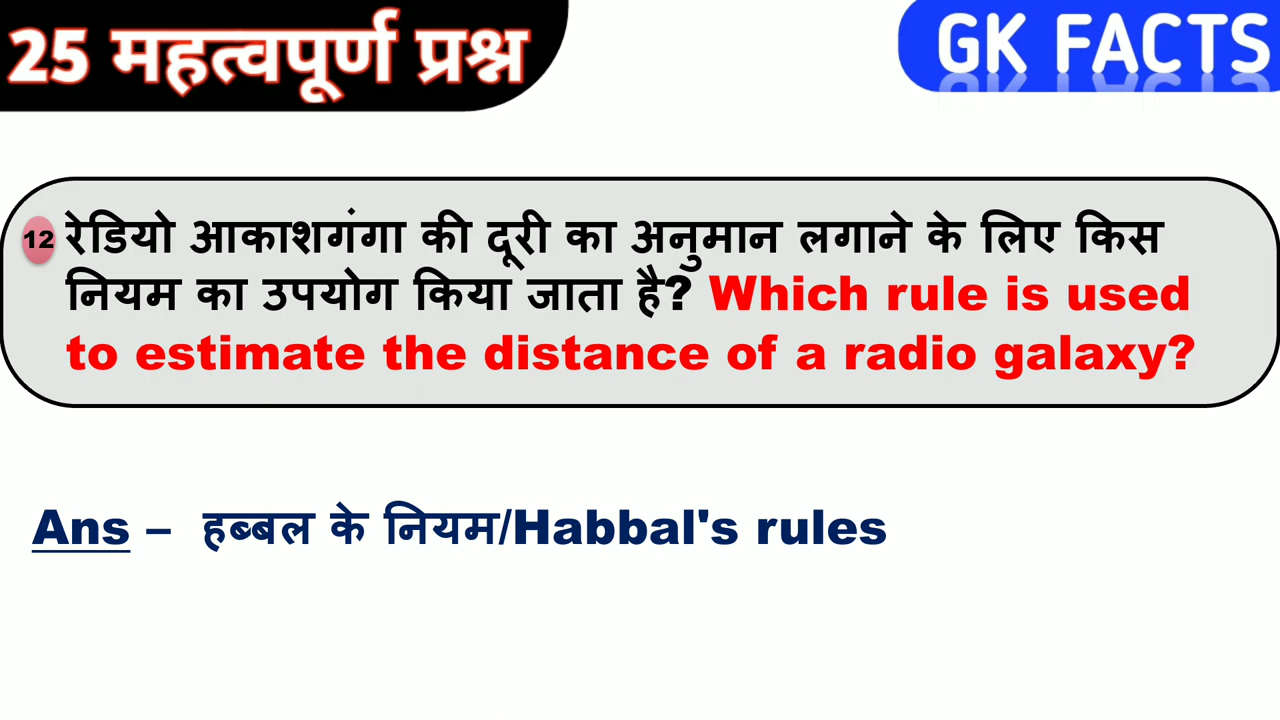 25 महत्वपूर्ण प्रश्न
GK FACTS
12 रेडियो आकाशगंगा की दूरी का अनुमान लगाने के लिए किस
नियम का उपयोग किया जाता है? Which rule is used
to estimate the distance of a radio galaxy?
Ans – हब्बल के नियम/Habbal's rules